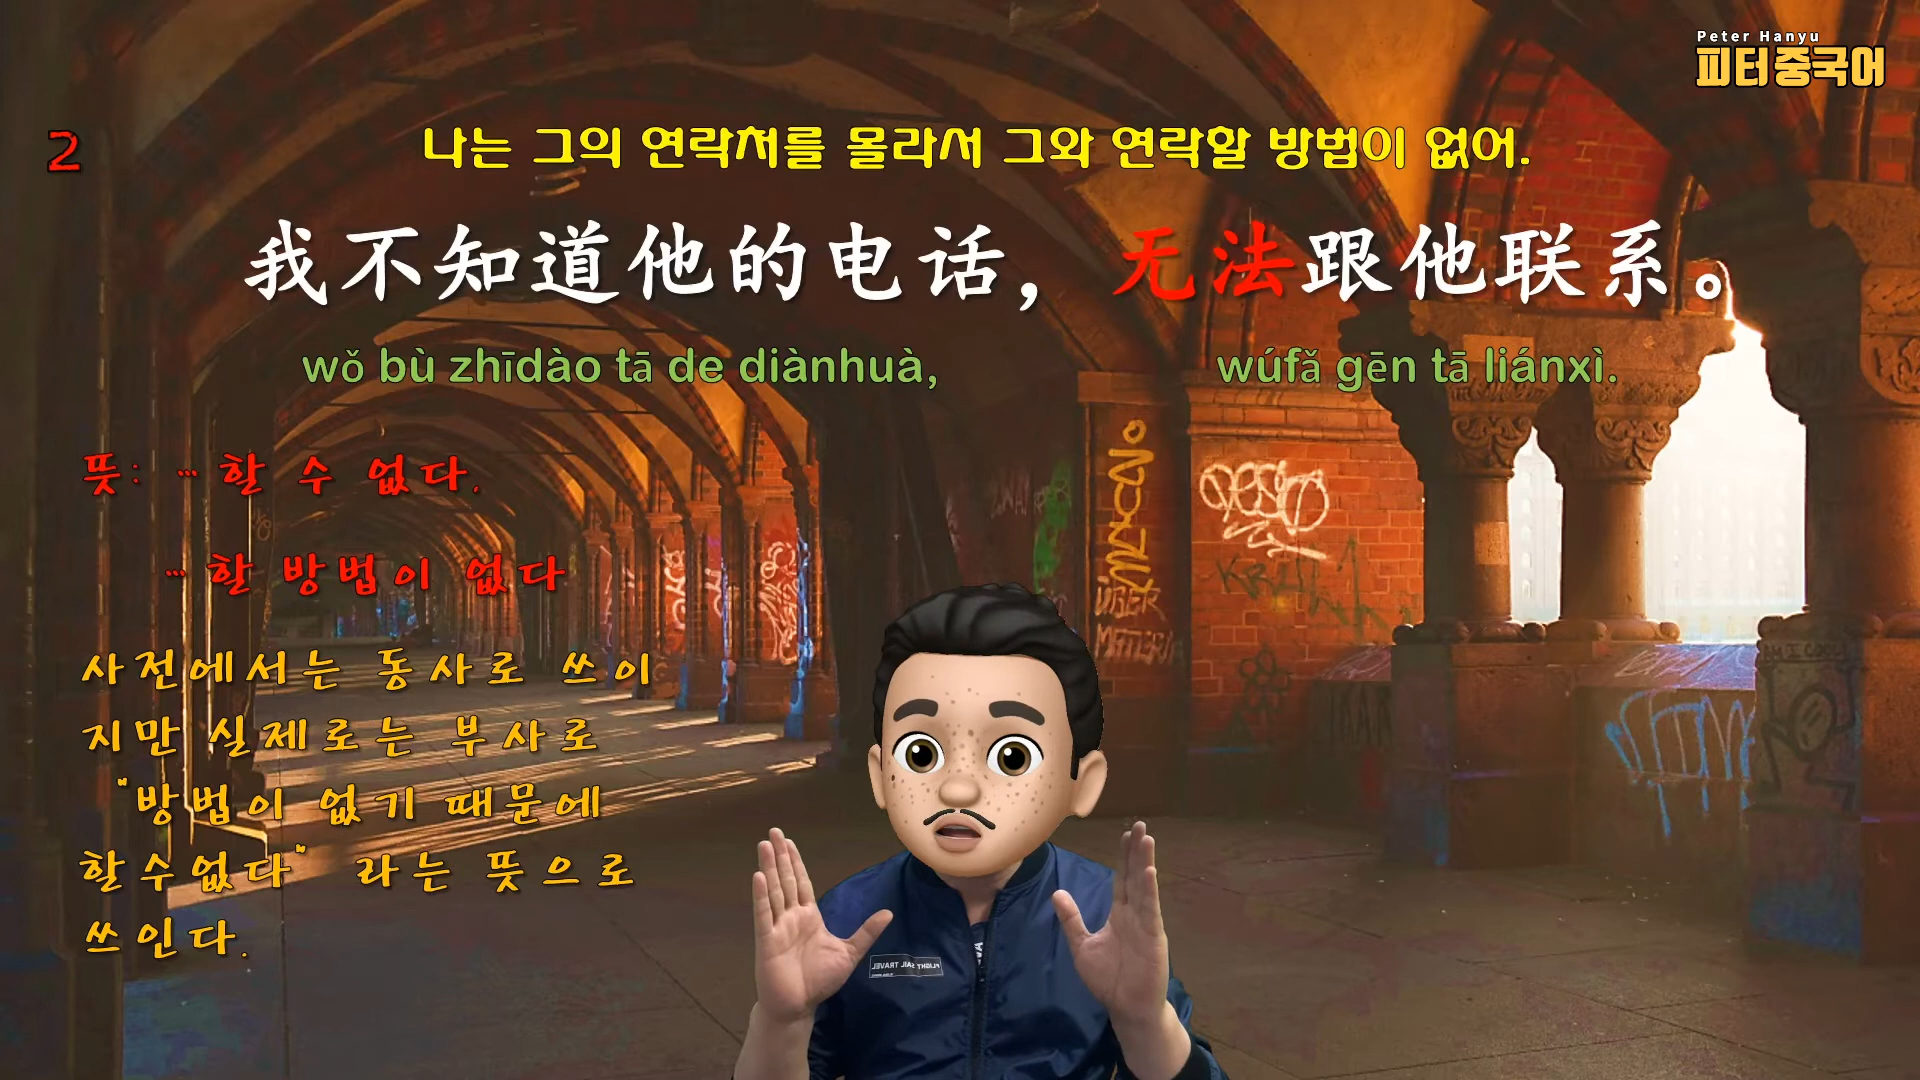 Peter Hanyu
피터 중국어
2
나는 그의 연락처를 몰라서 그와 연락할 방법이 없어.
我不知道他的电话，无法跟他联系。
wǒ bù zhīdào tā de diànhuà, wúfǎ gēn tā liánxì.
뜻: …할 수 없다.
…할 방법이 없다
사전에서는 동사로 쓰이
지만 실제로는 부사로
"방법이 없기 때문에
할수없다" 라는 뜻으로
쓰인다.
FLIGHT SAIL TRAVEL